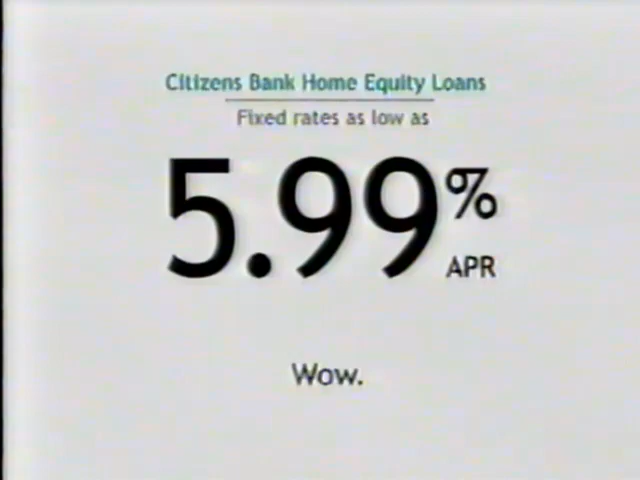 Citizens Bank Home Equity Loans
Fixed rates as low as
5.99%
APR
Wow.